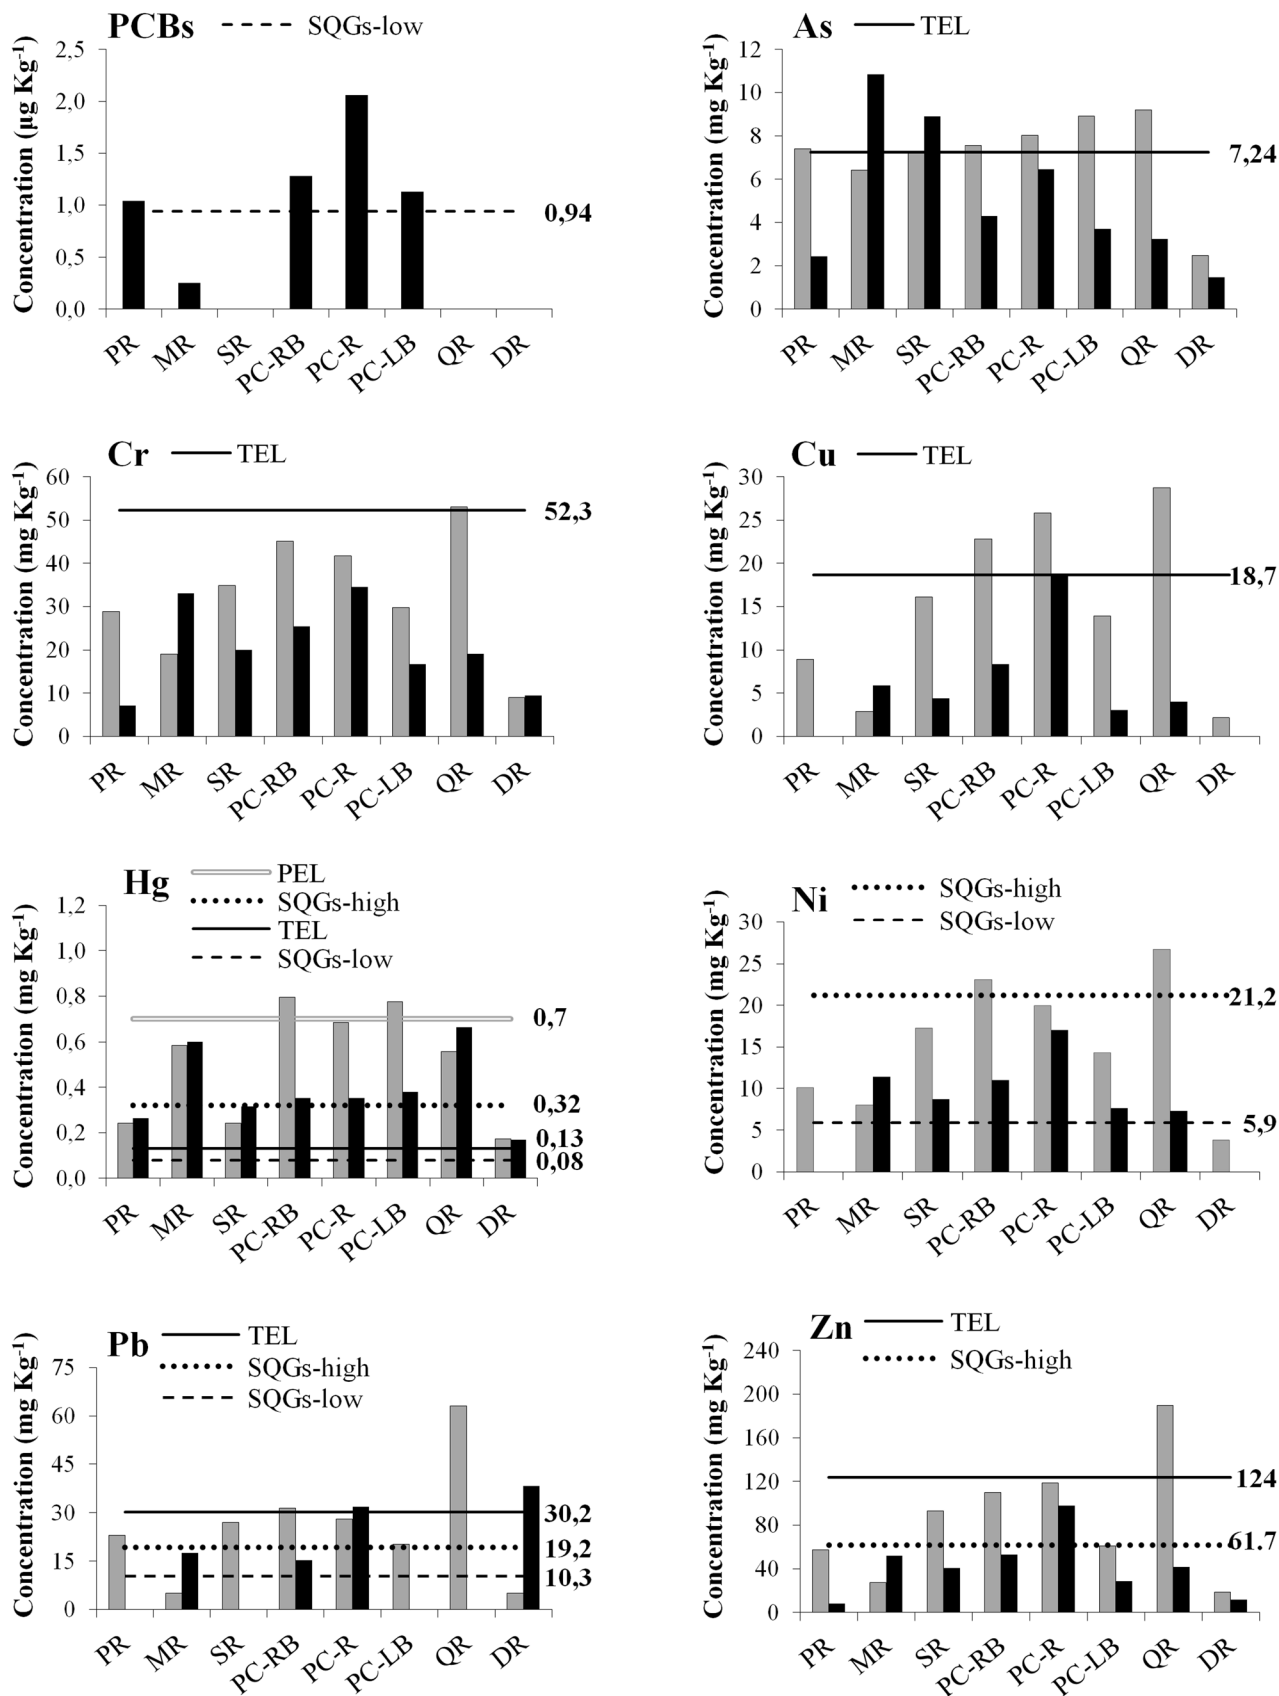 PCBs
SQGs-low
Concentration (µg Kg⁻¹)
2,5
2,0
1,5
1,0
0,5
0,0
0,94
PR
MR
SR
PC-RB
PC-R
PC-LB
QR
DR
As
TEL
Concentration (mg Kg⁻¹)
12
10
8
6
4
2
0
7,24
PR
MR
SR
PC-RB
PC-R
PC-LB
QR
DR
Cr
TEL
Concentration (mg Kg⁻¹)
60
50
40
30
20
10
0
52,3
PR
MR
SR
PC-RB
PC-R
PC-LB
QR
DR
Cu
TEL
Concentration (mg Kg⁻¹)
30
25
20
15
10
5
0
18,7
PR
MR
SR
PC-RB
PC-R
PC-LB
QR
DR
Hg
PEL
SQGs-high
TEL
SQGs-low
Concentration (mg Kg⁻¹)
1,2
1,0
0,8
0,6
0,4
0,2
0,0
0,7
0,32
0,13
0,08
PR
MR
SR
PC-RB
PC-R
PC-LB
QR
DR
Ni
SQGs-high
SQGs-low
Concentration (mg Kg⁻¹)
30
25
20
15
10
5
0
21,2
5,9
PR
MR
SR
PC-RB
PC-R
PC-LB
QR
DR
Pb
TEL
SQGs-high
SQGs-low
Concentration (mg Kg⁻¹)
75
60
45
30
15
0
30,2
19,2
10,3
PR
MR
SR
PC-RB
PC-R
PC-LB
QR
DR
Zn
TEL
SQGs-high
Concentration (mg Kg⁻¹)
240
200
160
120
80
40
0
124
61.7
PR
MR
SR
PC-RB
PC-R
PC-LB
QR
DR